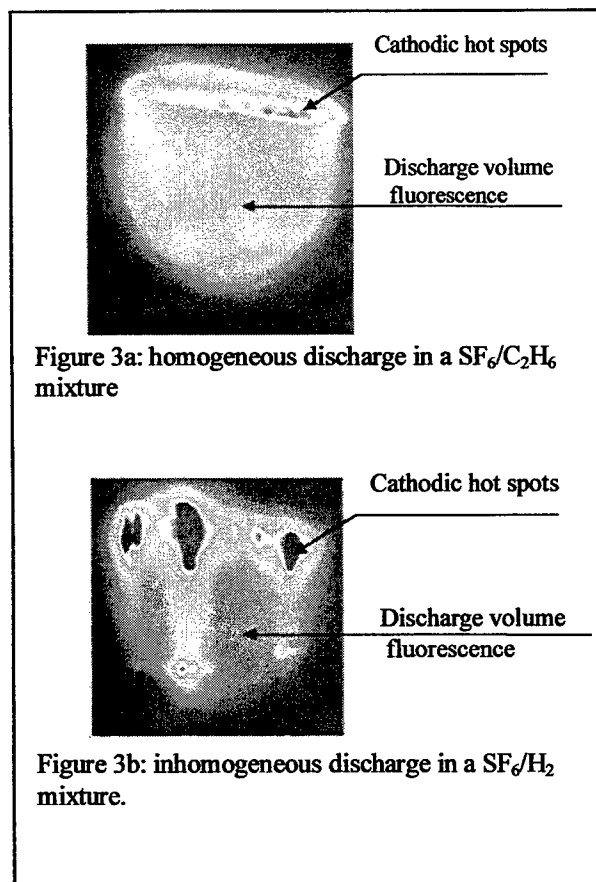 Cathodic hot spots
Discharge volume
fluorescence
Figure 3a: homogeneous discharge in a SF₆/C₂H₆
mixture
Cathodic hot spots
Discharge volume
fluorescence
Figure 3b: inhomogeneous discharge in a SF₆/H₂
mixture.